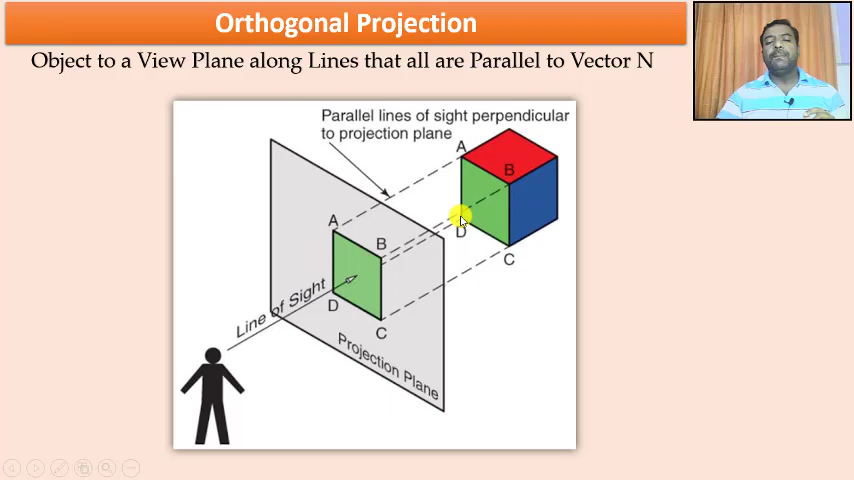 Orthogonal Projection
Object to a View Plane along Lines that all are Parallel to Vector N
Parallel lines of sight perpendicular
to projection plane
A
B
D
C
A
B
D
C
Line of Sight
Projection Plane